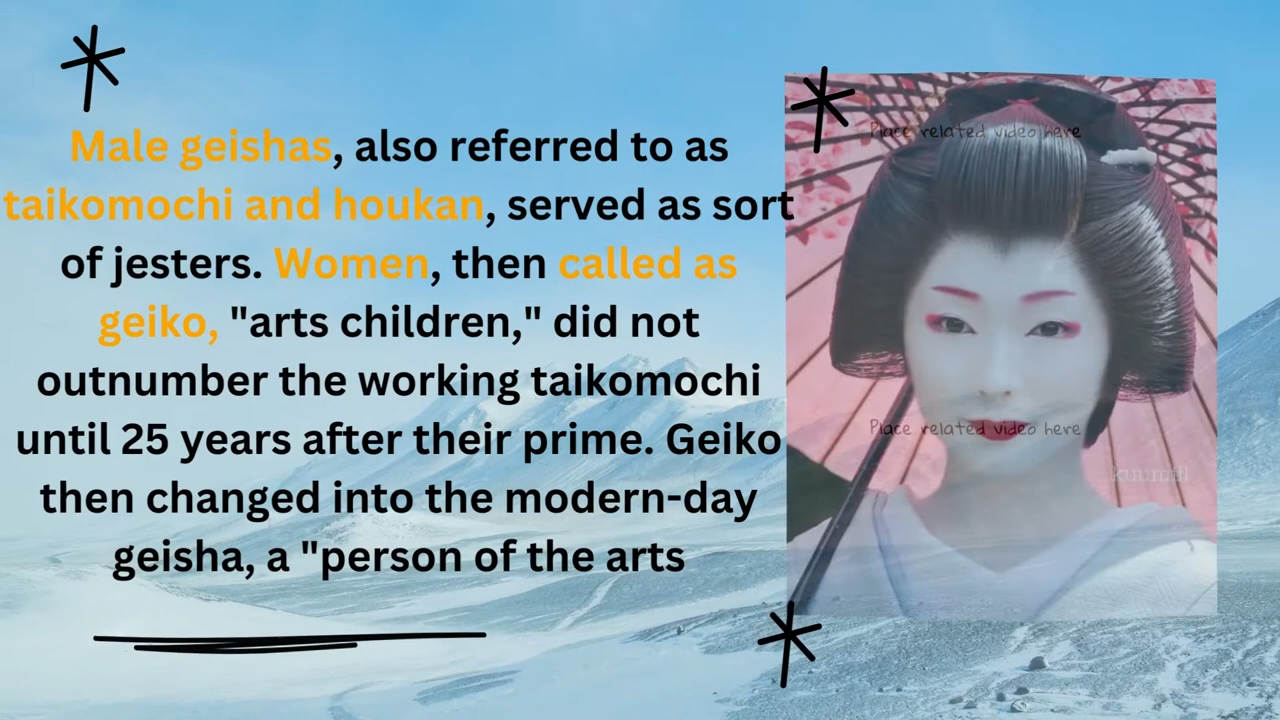 Male geishas, also referred to as
taikomochi and houkan, served as sort
of jesters. Women, then called as
geiko, "arts children," did not
outnumber the working taikomochi
until 25 years after their prime. Geiko
then changed into the modern-day
geisha, a "person of the arts
Place related video here
Place related video here